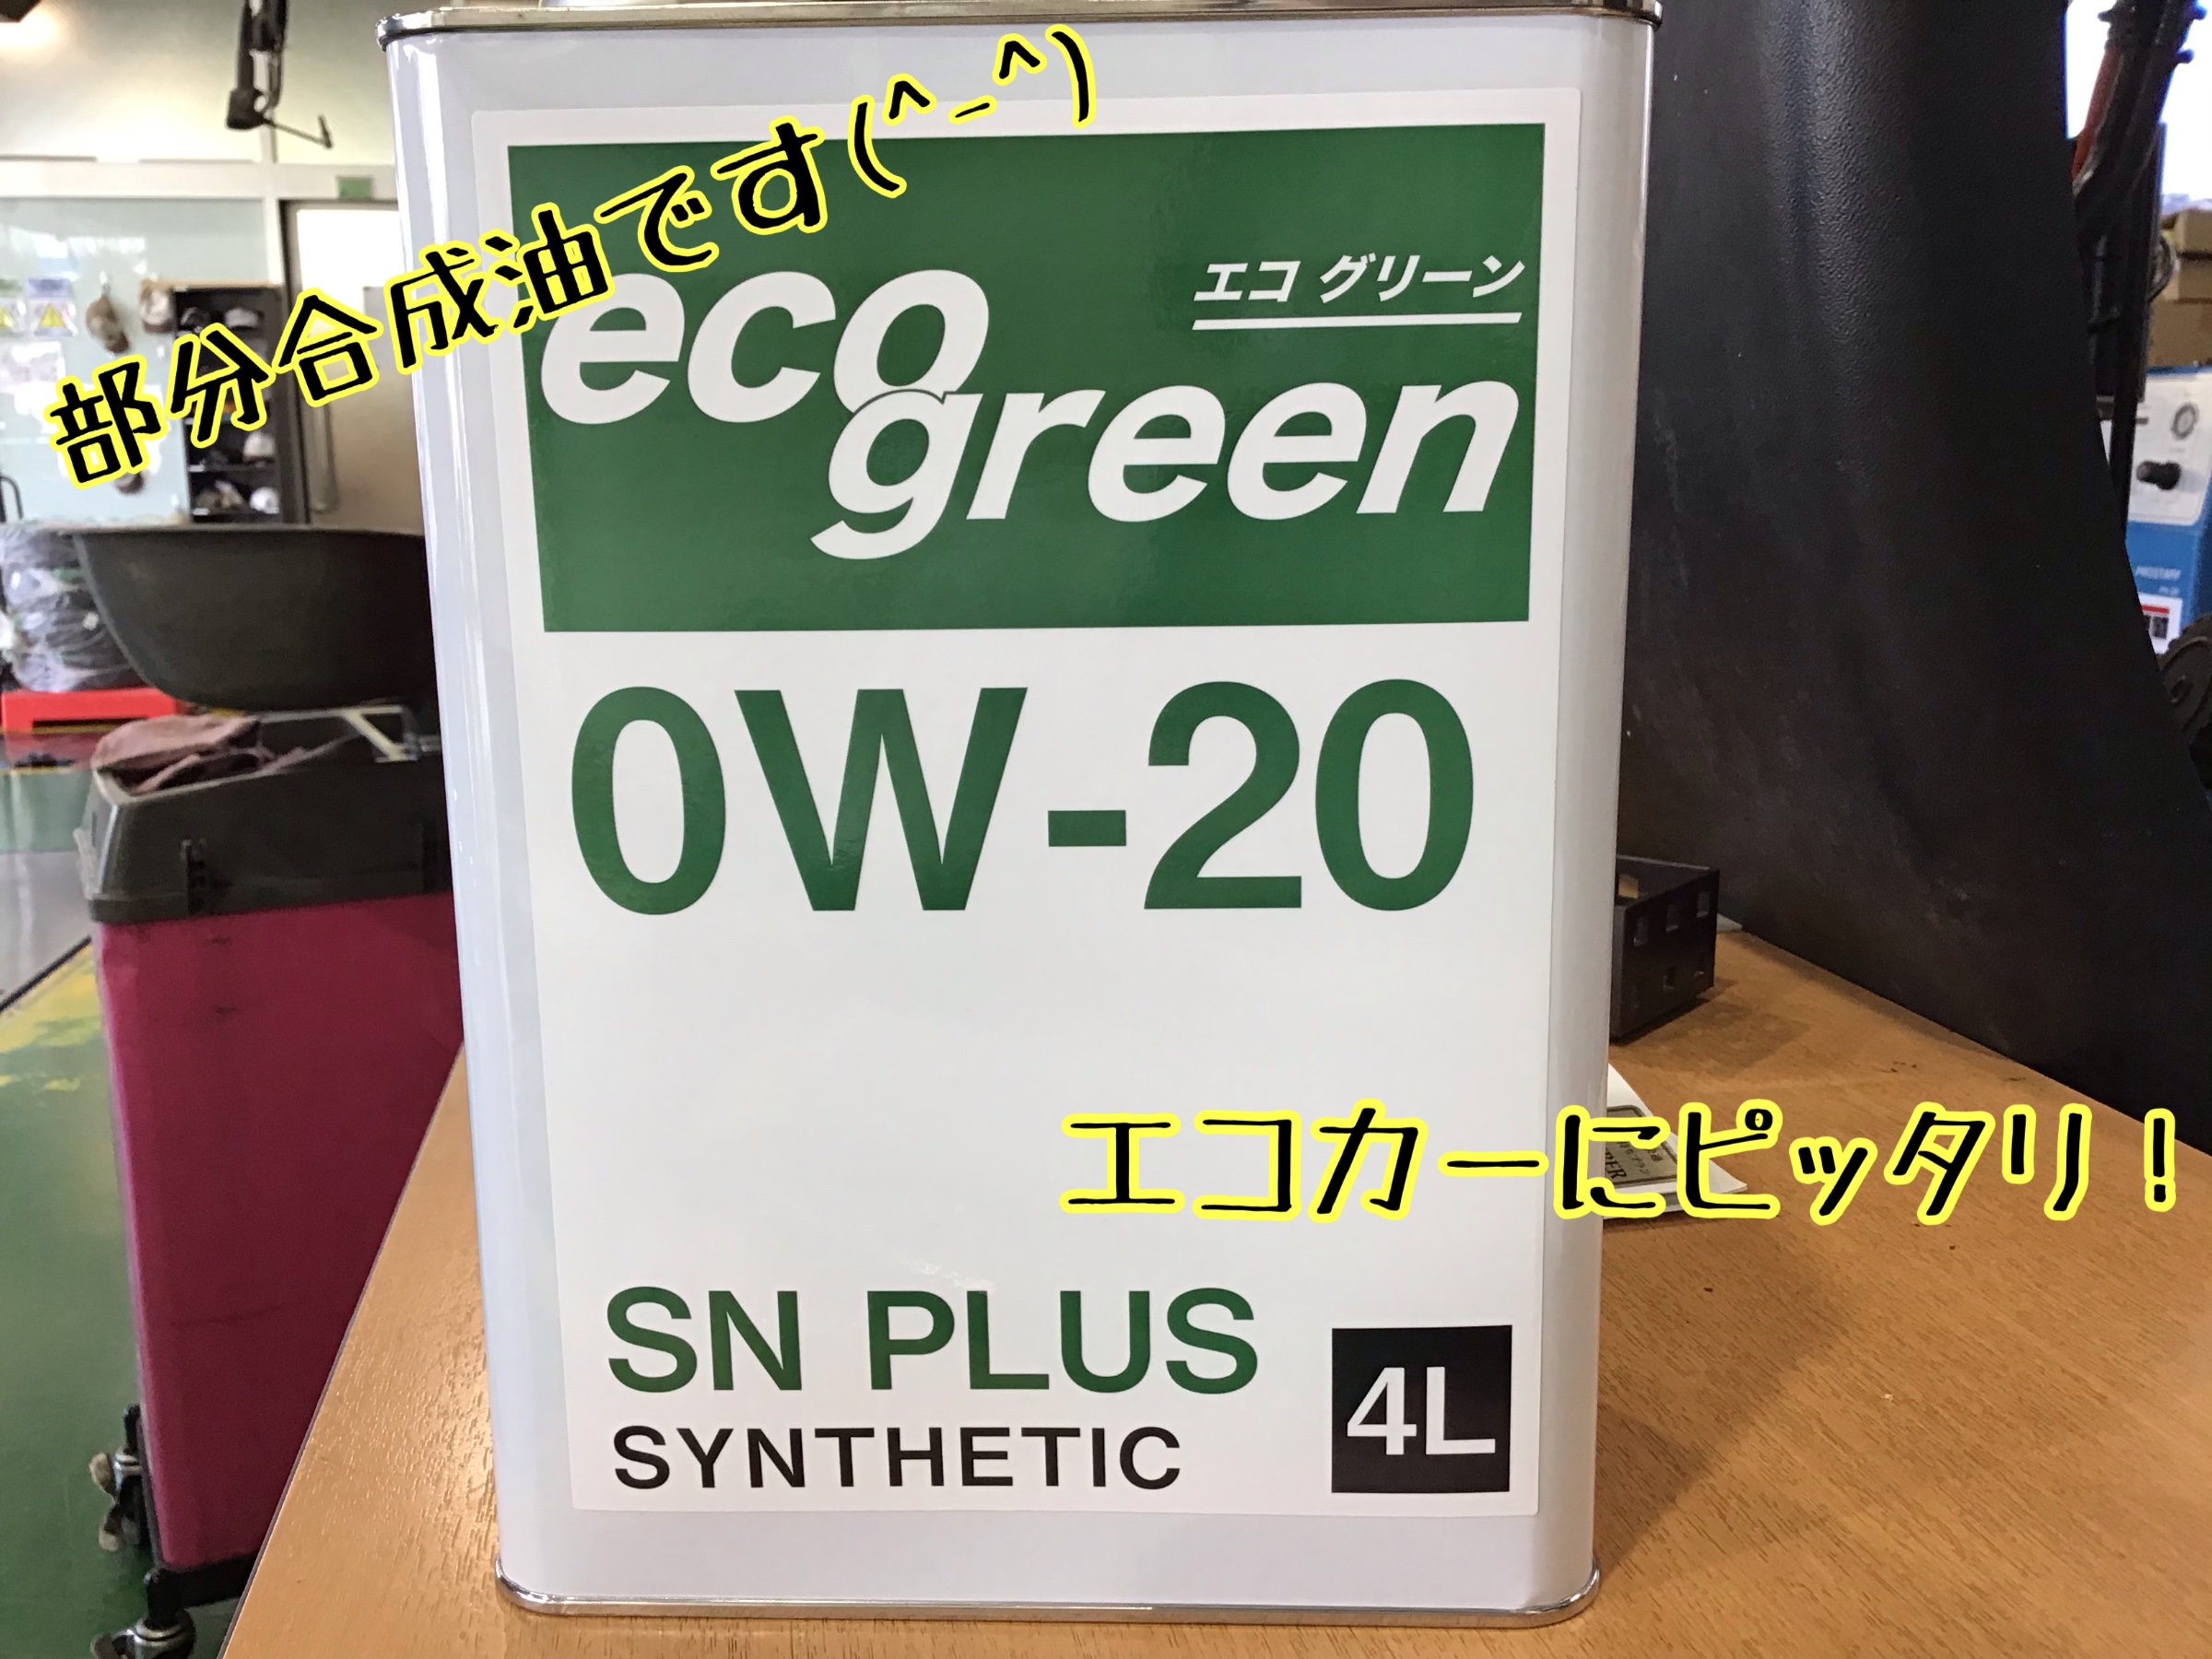 部分合成油です(^_^)
エコ グリーン
eco
green
0W-20
エコカーにピッタリ！
SN PLUS
SYNTHETIC
4L